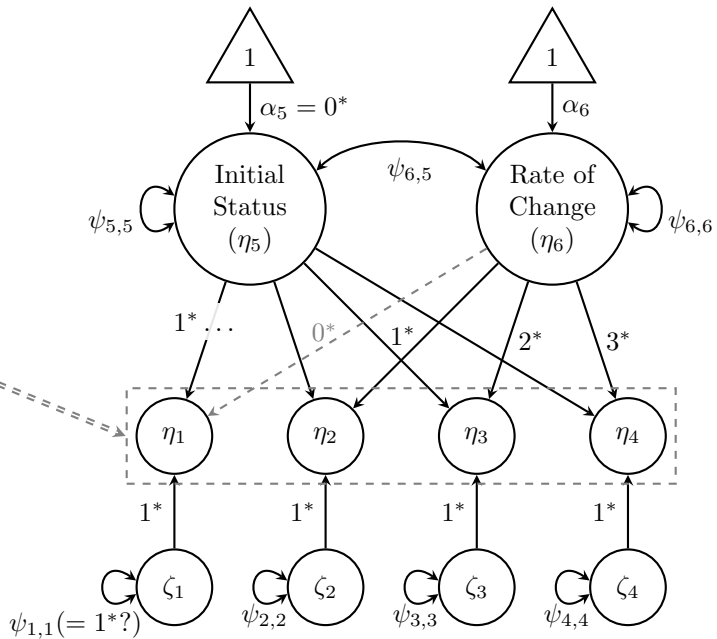 1 1
α₅ = 0* α₆
Initial Status (η₅)
ψ₆,₅
Rate of Change (η₆)
ψ₅,₅ ψ₆,₆
1* … 0* 1* 2* 3*
η₁ η₂ η₃ η₄
1* 1* 1* 1*
ζ₁ ζ₂ ζ₃ ζ₄
ψ₁,₁(= 1*?) ψ₂,₂ ψ₃,₃ ψ₄,₄